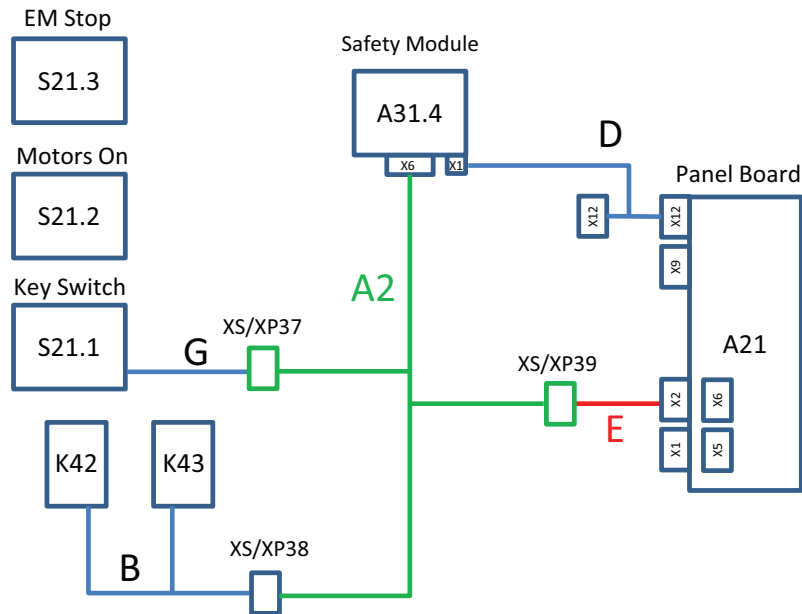 EM Stop
S21.3
Safety Module
A31.4
X6
X1
D
Motors On
S21.2
Panel Board
X12
X12
X9
A21
Key Switch
S21.1
G
XS/XP37
A2
XS/XP39
E
X2
X6
X1
X5
K42
K43
B
XS/XP38